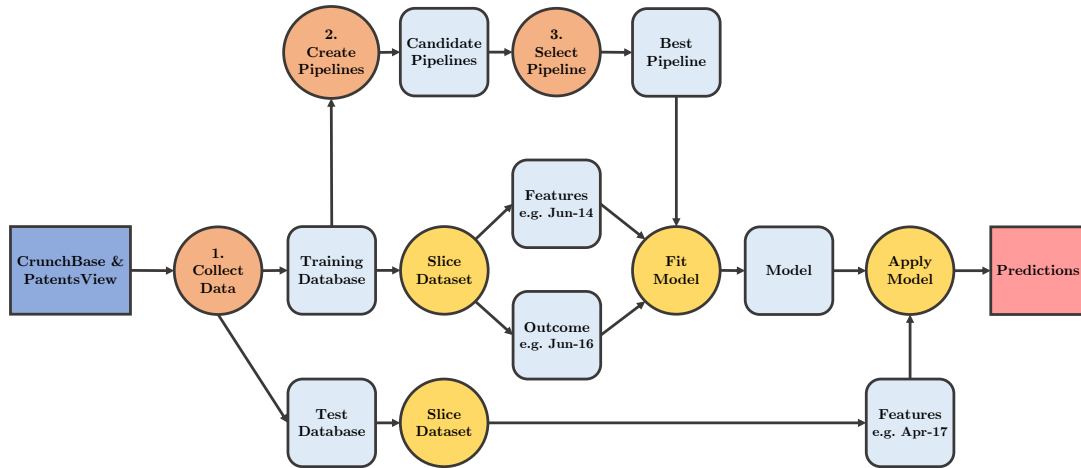 2.
Create
Pipelines
Candidate
Pipelines
3.
Select
Pipeline
Best
Pipeline
CrunchBase &
PatentsView
1.
Collect
Data
Training
Database
Slice
Dataset
Features
e.g. Jun-14
Outcome
e.g. Jun-16
Fit
Model
Model
Apply
Model
Predictions
Test
Database
Slice
Dataset
Features
e.g. Apr-17